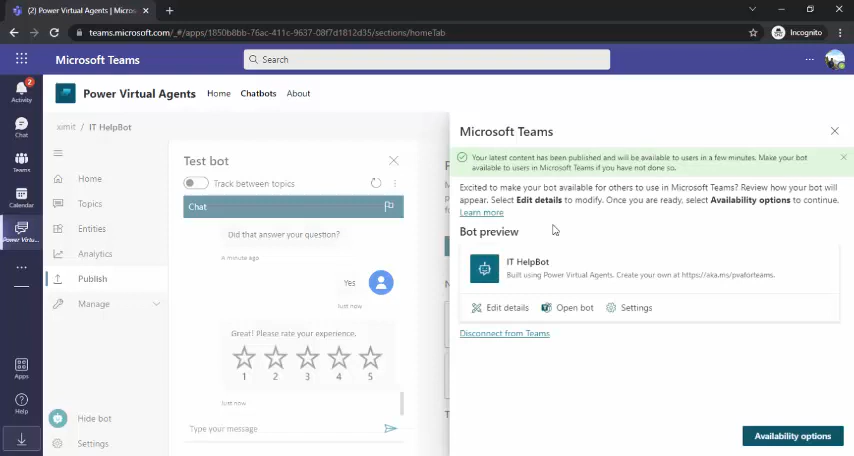 (2) Power Virtual Agents | Micros
teams.microsoft.com/_#/apps/1850b8bb-76ac-411c-9637-08f7d1812d35/sections/homeTab
Incognito
Microsoft Teams
Search
2
Activity
Chat
Teams
Calendar
Power Virtu...
Apps
Help
Power Virtual Agents
Home
Chatbots
About
ximit / IT HelpBot
Home
Topics
Entities
Analytics
Publish
Manage
Hide bot
Settings
Test bot
Track between topics
Chat
Did that answer your question?
A minute ago
Yes
Just now
Great! Please rate your experience.
1 2 3 4 5
Just now
Type your message
Microsoft Teams
Your latest content has been published and will be available to users in a few minutes. Make your bot
available to users in Microsoft Teams if you have not done so.
Excited to make your bot available for others to use in Microsoft Teams? Review how your bot will
appear. Select Edit details to modify. Once you are ready, select Availability options to continue.
Learn more
Bot preview
IT HelpBot
Built using Power Virtual Agents. Create your own at https://aka.ms/pvaforteams.
Edit details
Open bot
Settings
Disconnect from Teams
Availability options